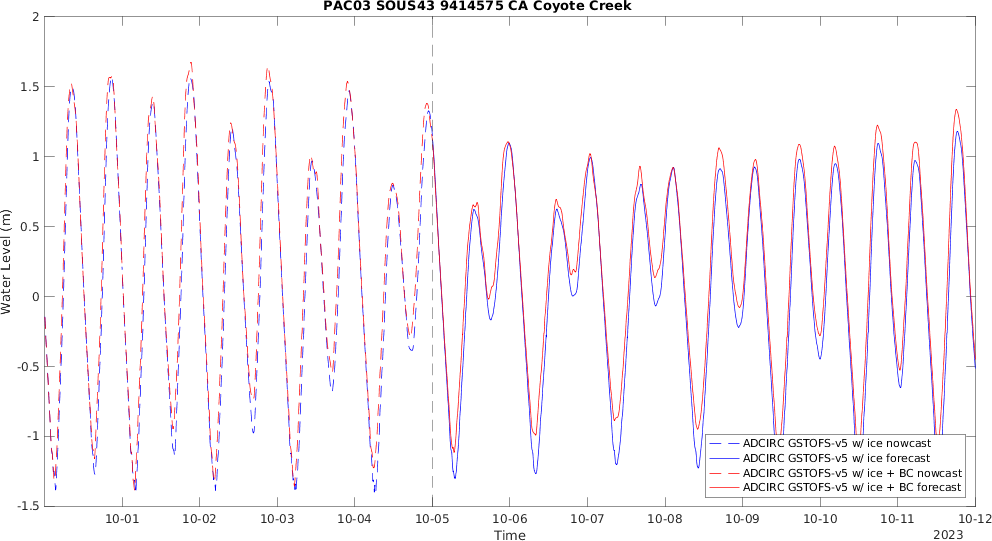 PAC03 SOUS43 9414575 CA Coyote Creek
2
1.5
1
0.5
0
-0.5
-1
-1.5
Water Level (m)
10-01 10-02 10-03 10-04 10-05 10-06 10-07 10-08 10-09 10-10 10-11 10-12
Time
2023
ADCIRC GSTOFS-v5 w/ ice nowcast
ADCIRC GSTOFS-v5 w/ ice forecast
ADCIRC GSTOFS-v5 w/ ice + BC nowcast
ADCIRC GSTOFS-v5 w/ ice + BC forecast